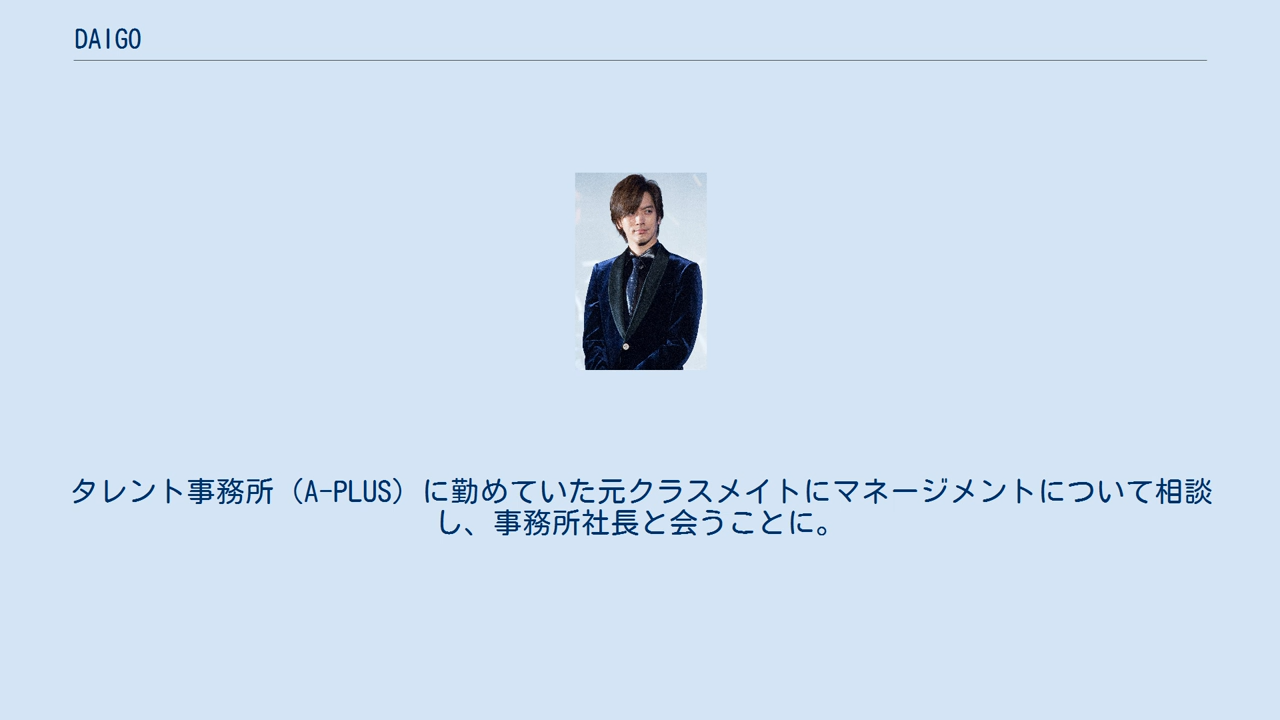 DAIGO
タレント事務所（A-PLUS）に勤めていた元クラスメイトにマネージメントについて相談
し、事務所社長と会うことに。